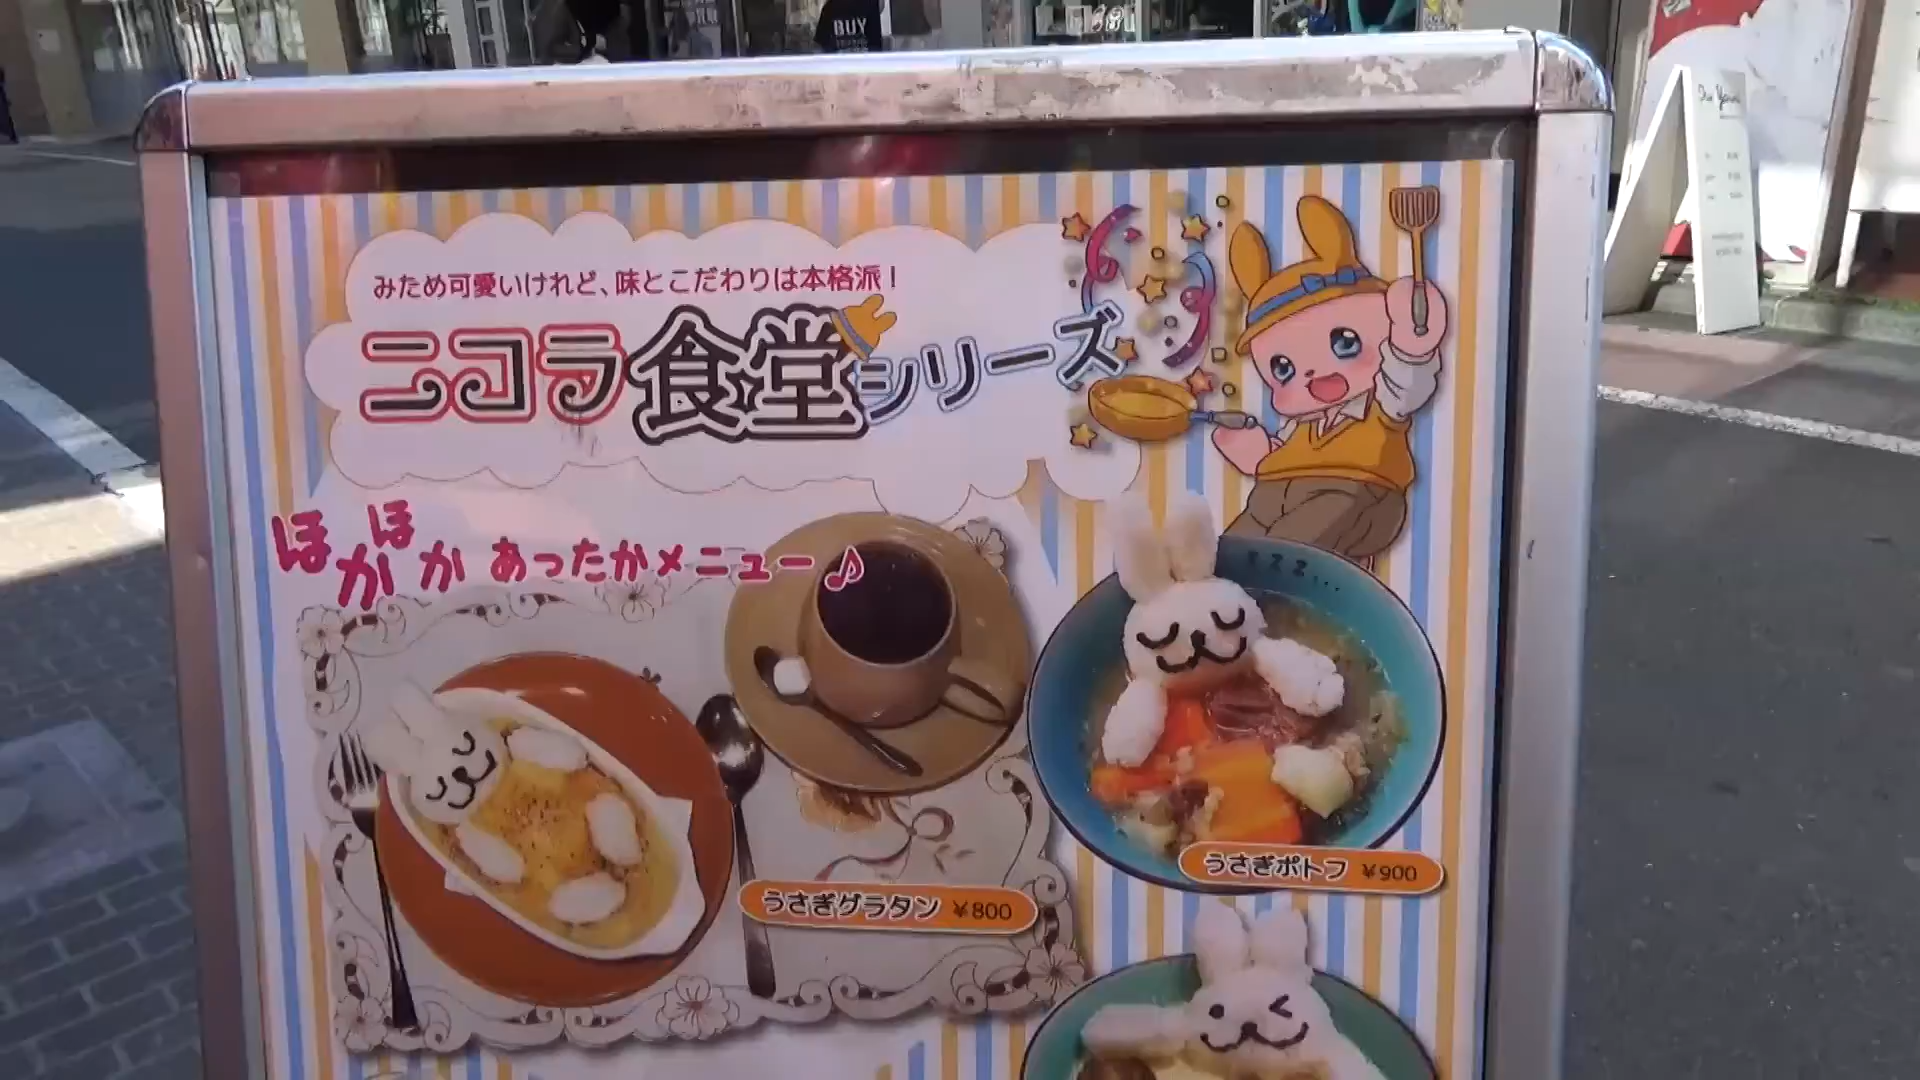 BUY
みため可愛いけれど、味とこだわりは本格派！
ニコラ食堂シリーズ
ほかほか あったかメニュー♪
zzz...
うさぎポトフ ￥900
うさぎグラタン ￥800